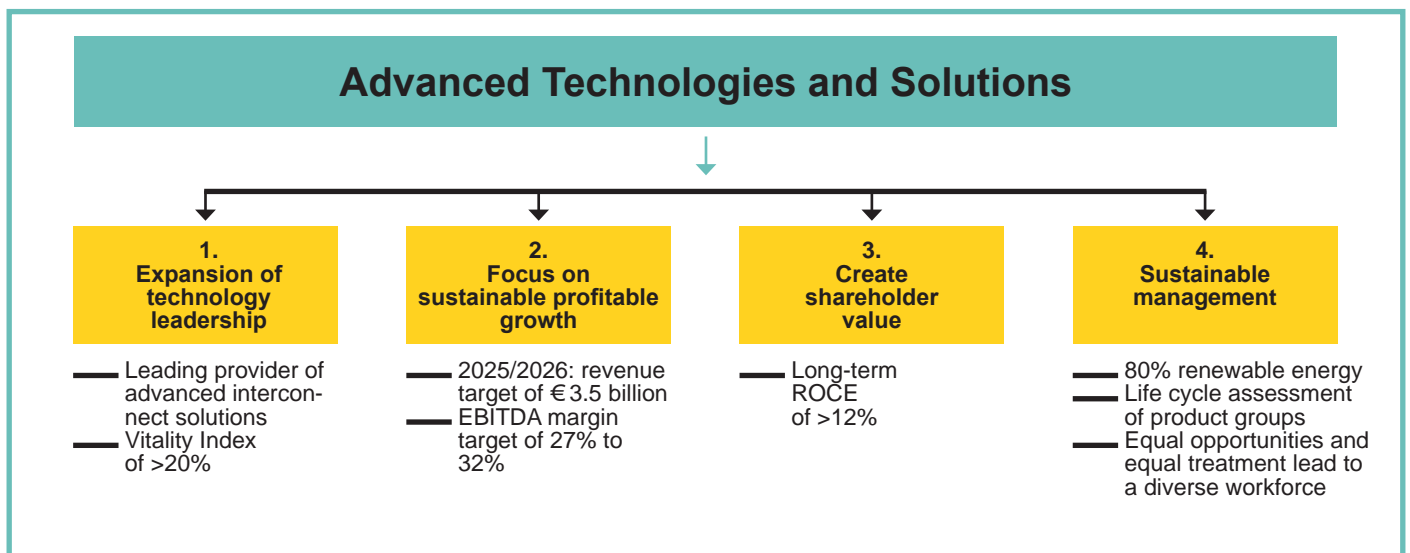 Advanced Technologies and Solutions
1.
Expansion of
technology
leadership
Leading provider of
advanced intercon-
nect solutions
Vitality Index
of >20%
2.
Focus on
sustainable profitable
growth
2025/2026: revenue
target of € 3.5 billion
EBITDA margin
target of 27% to
32%
3.
Create
shareholder
value
Long-term
ROCE
of >12%
4.
Sustainable
management
80% renewable energy
Life cycle assessment
of product groups
Equal opportunities and
equal treatment lead to
a diverse workforce